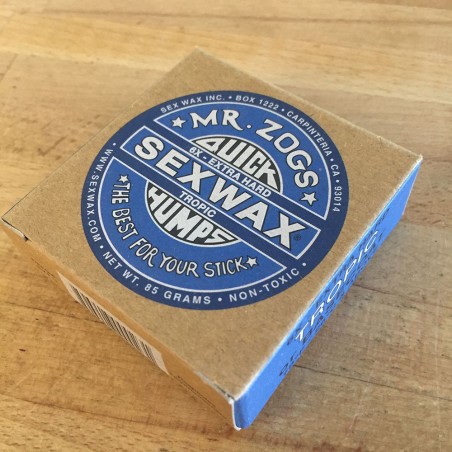 SEX WAX INC. • BOX 1222 • CARPINTERIA, • CA • 93014
★ MR. ZOGS ★
QUICK
6X - EXTRA HARD
SEXWAX®
TROPIC
HUMPS
★ THE BEST FOR YOUR STICK ★
• WWW.SEXWAX.COM • NET WT. 85 GRAMS • NON-TOXIC •
TROPIC